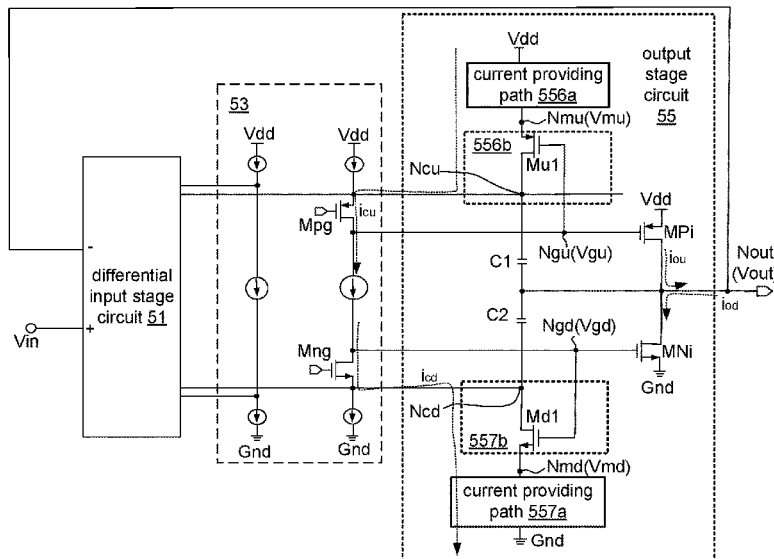 Vdd
output
stage
circuit 55
current providing
path 556a
53
Nmu(Vmu)
Vdd
Vdd
556b
Mu1
Ncu
Vdd
icu
Mpg
MPi
Ngu(Vgu)
Nout
(Vout)
iou
C1
-
differential
input stage
circuit 51
iod
C2
Ngd(Vgd)
+
Vin
Mng
MNi
icd
Gnd
Ncd
Md1
557b
Gnd
Gnd
Nmd(Vmd)
current providing
path 557a
Gnd